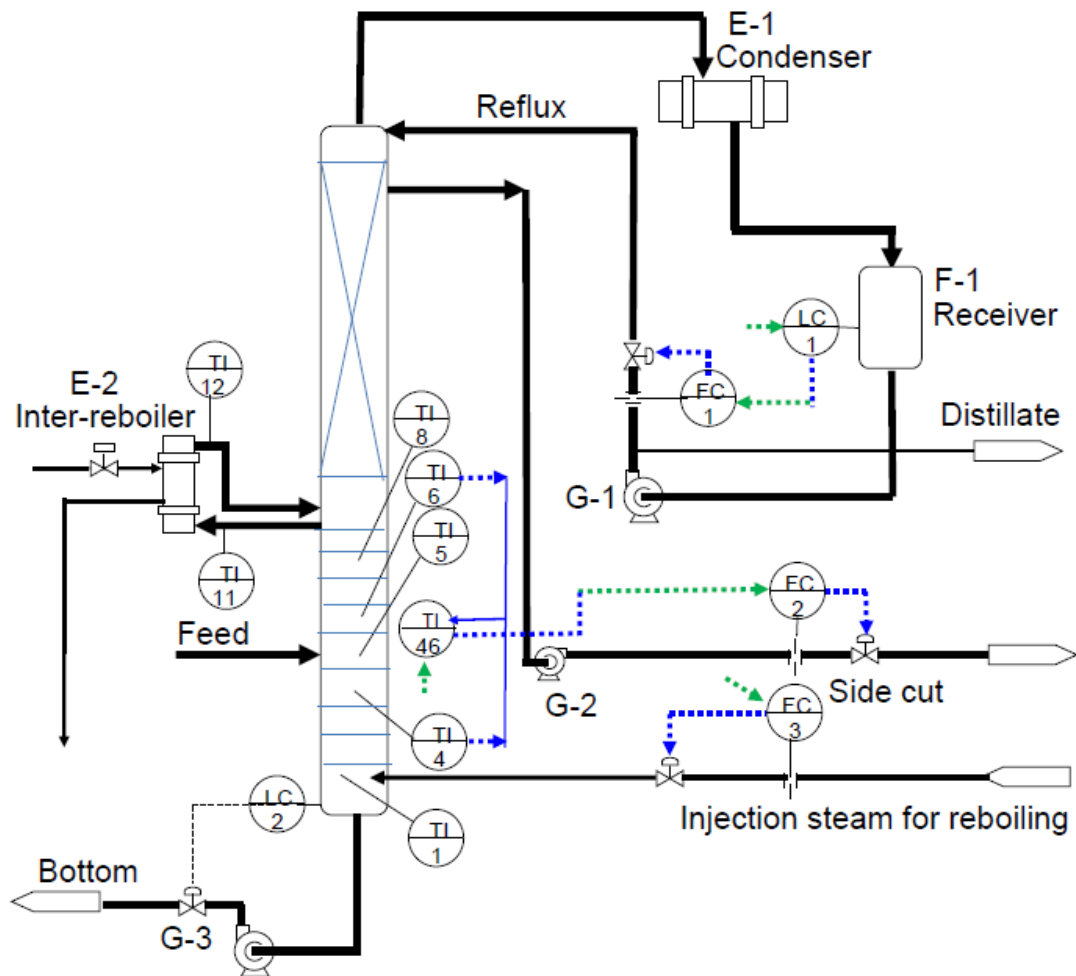 E-1
Condenser
Reflux
F-1
Receiver
LC
1
TI
12
E-2
Inter-reboiler
FC
1
TI
8
Distillate
TI
6
G-1
TI
5
TI
11
FC
2
Feed
TI
46
G-2
Side cut
FC
3
TI
4
LC
2
Injection steam for reboiling
TI
1
Bottom
G-3